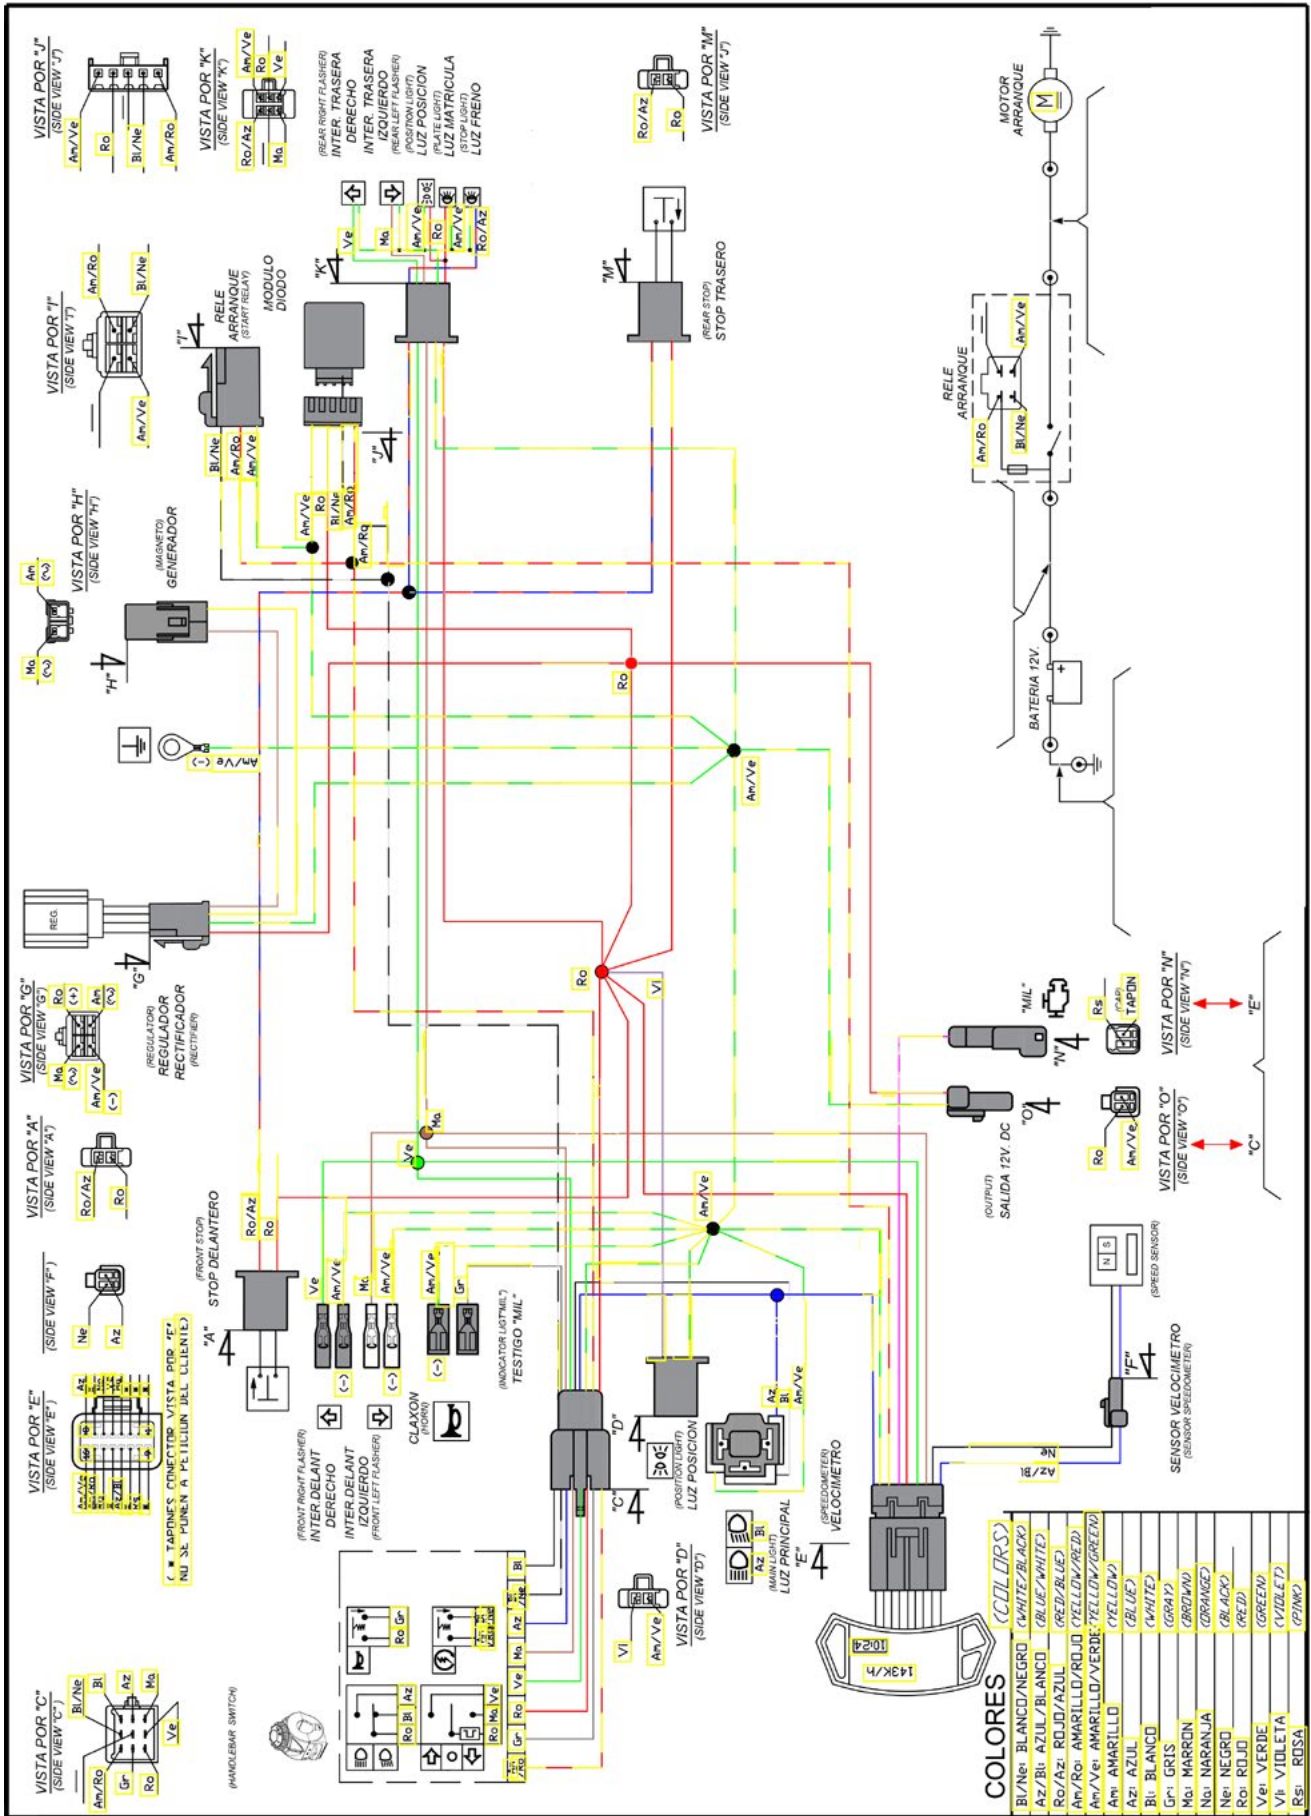 VISTA POR "J"
(SIDE VIEW "J")
Am/Ve
Ro
Bl/Ne
Am/Ro
VISTA POR "K"
(SIDE VIEW "K")
Am/Ve
Ro
Ve
Ro/Az
Ma
(REAR RIGHT FLASHER)
INTER. TRASERA
DERECHO
INTER. TRASERA
IZQUIERDO
(REAR LEFT FLASHER)
(POSITION LIGHT)
LUZ POSICION
(PLATE LIGHT)
LUZ MATRICULA
(STOP LIGHT)
LUZ FRENO
Ve
Ma
Am/Ve
Ro
Am/Ve
Ro/Az
"K"
Ro/Az
Ro
VISTA POR "M"
(SIDE VIEW "J")
"M"
(REAR STOP)
STOP TRASERO
MOTOR
ARRANQUE
M
VISTA POR "I"
(SIDE VIEW "I")
Am/Ro
Bl/Ne
Am/Ve
"I"
RELE
ARRANQUE
(START RELAY)
MODULO
DIODO
Bl/Ne
Am/Ro
Am/Ve
"J"
Am/Ve
Ro
Bl/Ne
Am/Ro
Am/Ro
RELE
ARRANQUE
Am/Ve
Am/Ro
Bl/Ne
VISTA POR "H"
(SIDE VIEW "H")
Am
(~)
Ma
(~)
"H"
(MAGNETO)
GENERADOR
Am/Ve
(-)
Ro
Am/Ve
BATERIA 12V.
+
REG.
"G"
VISTA POR "G"
(SIDE VIEW "G")
Ro
(+)
Am
(~)
Ma
(~)
Am/Ve
(-)
(REGULATOR)
REGULADOR
RECTIFICADOR
(RECTIFIER)
Ro
Vi
Ma
Ve
Am/Ve
"MIL"
"N"
Rs
(CAP)
TAPON
VISTA POR "N"
(SIDE VIEW "N")
"E"
"O"
(OUTPUT)
SALIDA 12V. DC
Ro
Am/Ve
VISTA POR "O"
(SIDE VIEW "O")
"C"
VISTA POR "A"
(SIDE VIEW "A")
Ro/Az
Ro
Ro/Az
Ro
(FRONT STOP)
STOP DELANTERO
"A"
(SIDE VIEW "F")
Ne
Az
Ve
Am/Ve
Ma
Am/Ve
Am/Ve
Gr
(-)
(-)
(-)
(INDICATOR LIGT"MIL")
TESTIGO "MIL"
CLAXON
(HORN)
(FRONT RIGHT FLASHER)
INTER.DELANT
DERECHO
INTER.DELANT
IZQUIERDO
(FRONT LEFT FLASHER)
VISTA POR "E"
(SIDE VIEW "E")
Az
Am/Ve
Az/Bl
NO SE PONEN A PETICION DEL CLIENTE)
"C"
"D"
(POSITION LIGHT)
LUZ POSICION
Az
Bl
Am/Ve
Bl
Az
(MAIN LIGHT)
LUZ PRINCIPAL
"E"
(SPEEDOMETER)
VELOCIMETRO
Ne
Az/Bl
N S
(SPEED SENSOR)
"F"
SENSOR VELOCIMETRO
(SENSOR SPEEDOMETER)
VISTA POR "D"
(SIDE VIEW "D")
Vi
Am/Ve
VISTA POR "C"
(SIDE VIEW "C")
Bl/Ne
Bl
Az
Ma
Am/Ro
Gr
Ro
Ve
(HANDLEBAR SWITCH)
Ro Gr
Ro Bl Az
Ro Ma Ve
Bl
/Ne
Az
Ma
Ve
Ro
Gr
/Ro
10:24
143K/h
COLORES (COLORS)
Bl/Ne: BLANCO/NEGRO (WHITE/BLACK)
Az/Bl: AZUL/BLANCO (BLUE/WHITE)
Ro/Az: ROJO/AZUL (RED/BLUE)
Am/Ro: AMARILLO/ROJO (YELLOW/RED)
Am/Ve: AMARILLO/VERDE (YELLOW/GREEN)
Am: AMARILLO (YELLOW)
Az: AZUL (BLUE)
Bl: BLANCO (WHITE)
Gr: GRIS (GRAY)
Ma: MARRON (BROWN)
Na: NARANJA (ORANGE)
Ne: NEGRO (BLACK)
Ro: ROJO (RED)
Ve: VERDE (GREEN)
Vi: VIOLETA (VIOLET)
Rs: ROSA (PINK)